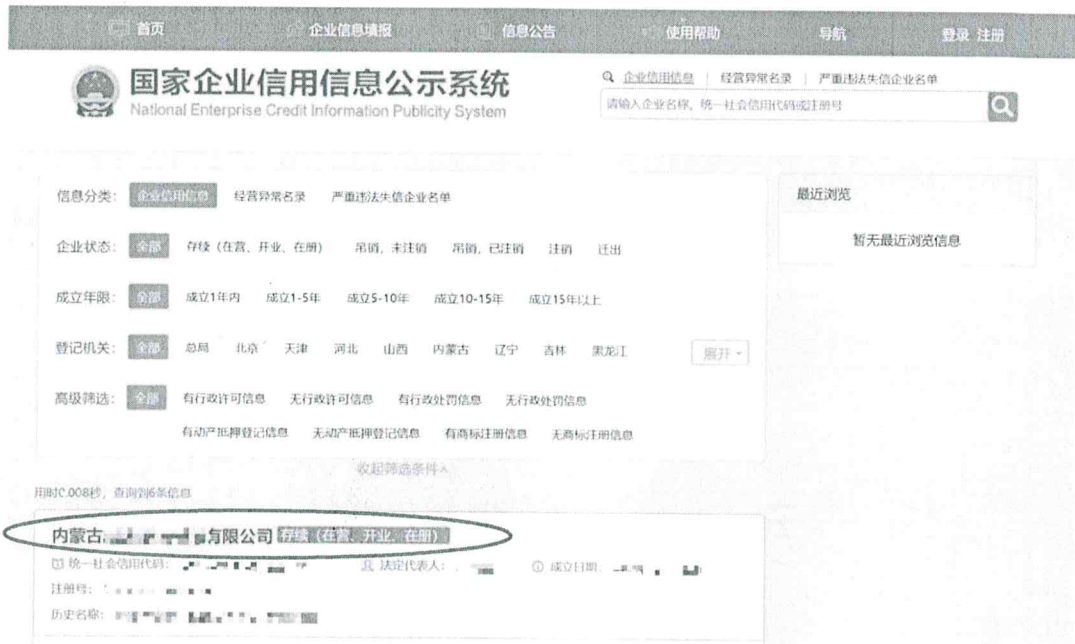 首页 企业信息填报 信息公告 使用帮助 导航 登录 注册
国家企业信用信息公示系统
National Enterprise Credit Information Publicity System
企业信用信息 | 经营异常名录 | 严重违法失信企业名单
请输入企业名称、统一社会信用代码或注册号
信息分类： 企业信用信息 经营异常名录 严重违法失信企业名单
最近浏览
暂无最近浏览信息
企业状态： 全部 存续（在营、开业、在册） 吊销，未注销 吊销，已注销 注销 迁出
成立年限： 全部 成立1年内 成立1-5年 成立5-10年 成立10-15年 成立15年以上
登记机关： 全部 总局 北京 天津 河北 山西 内蒙古 辽宁 吉林 黑龙江 展开
高级筛选： 全部 有行政许可信息 无行政许可信息 有行政处罚信息 无行政处罚信息
有动产抵押登记信息 无动产抵押登记信息 有商标注册信息 无商标注册信息
收起筛选条件
用时0.008秒，查询到6条信息
内蒙古 有限公司 存续（在营、开业、在册）
统一社会信用代码： 法定代表人： 成立日期：
注册号：
历史名称：